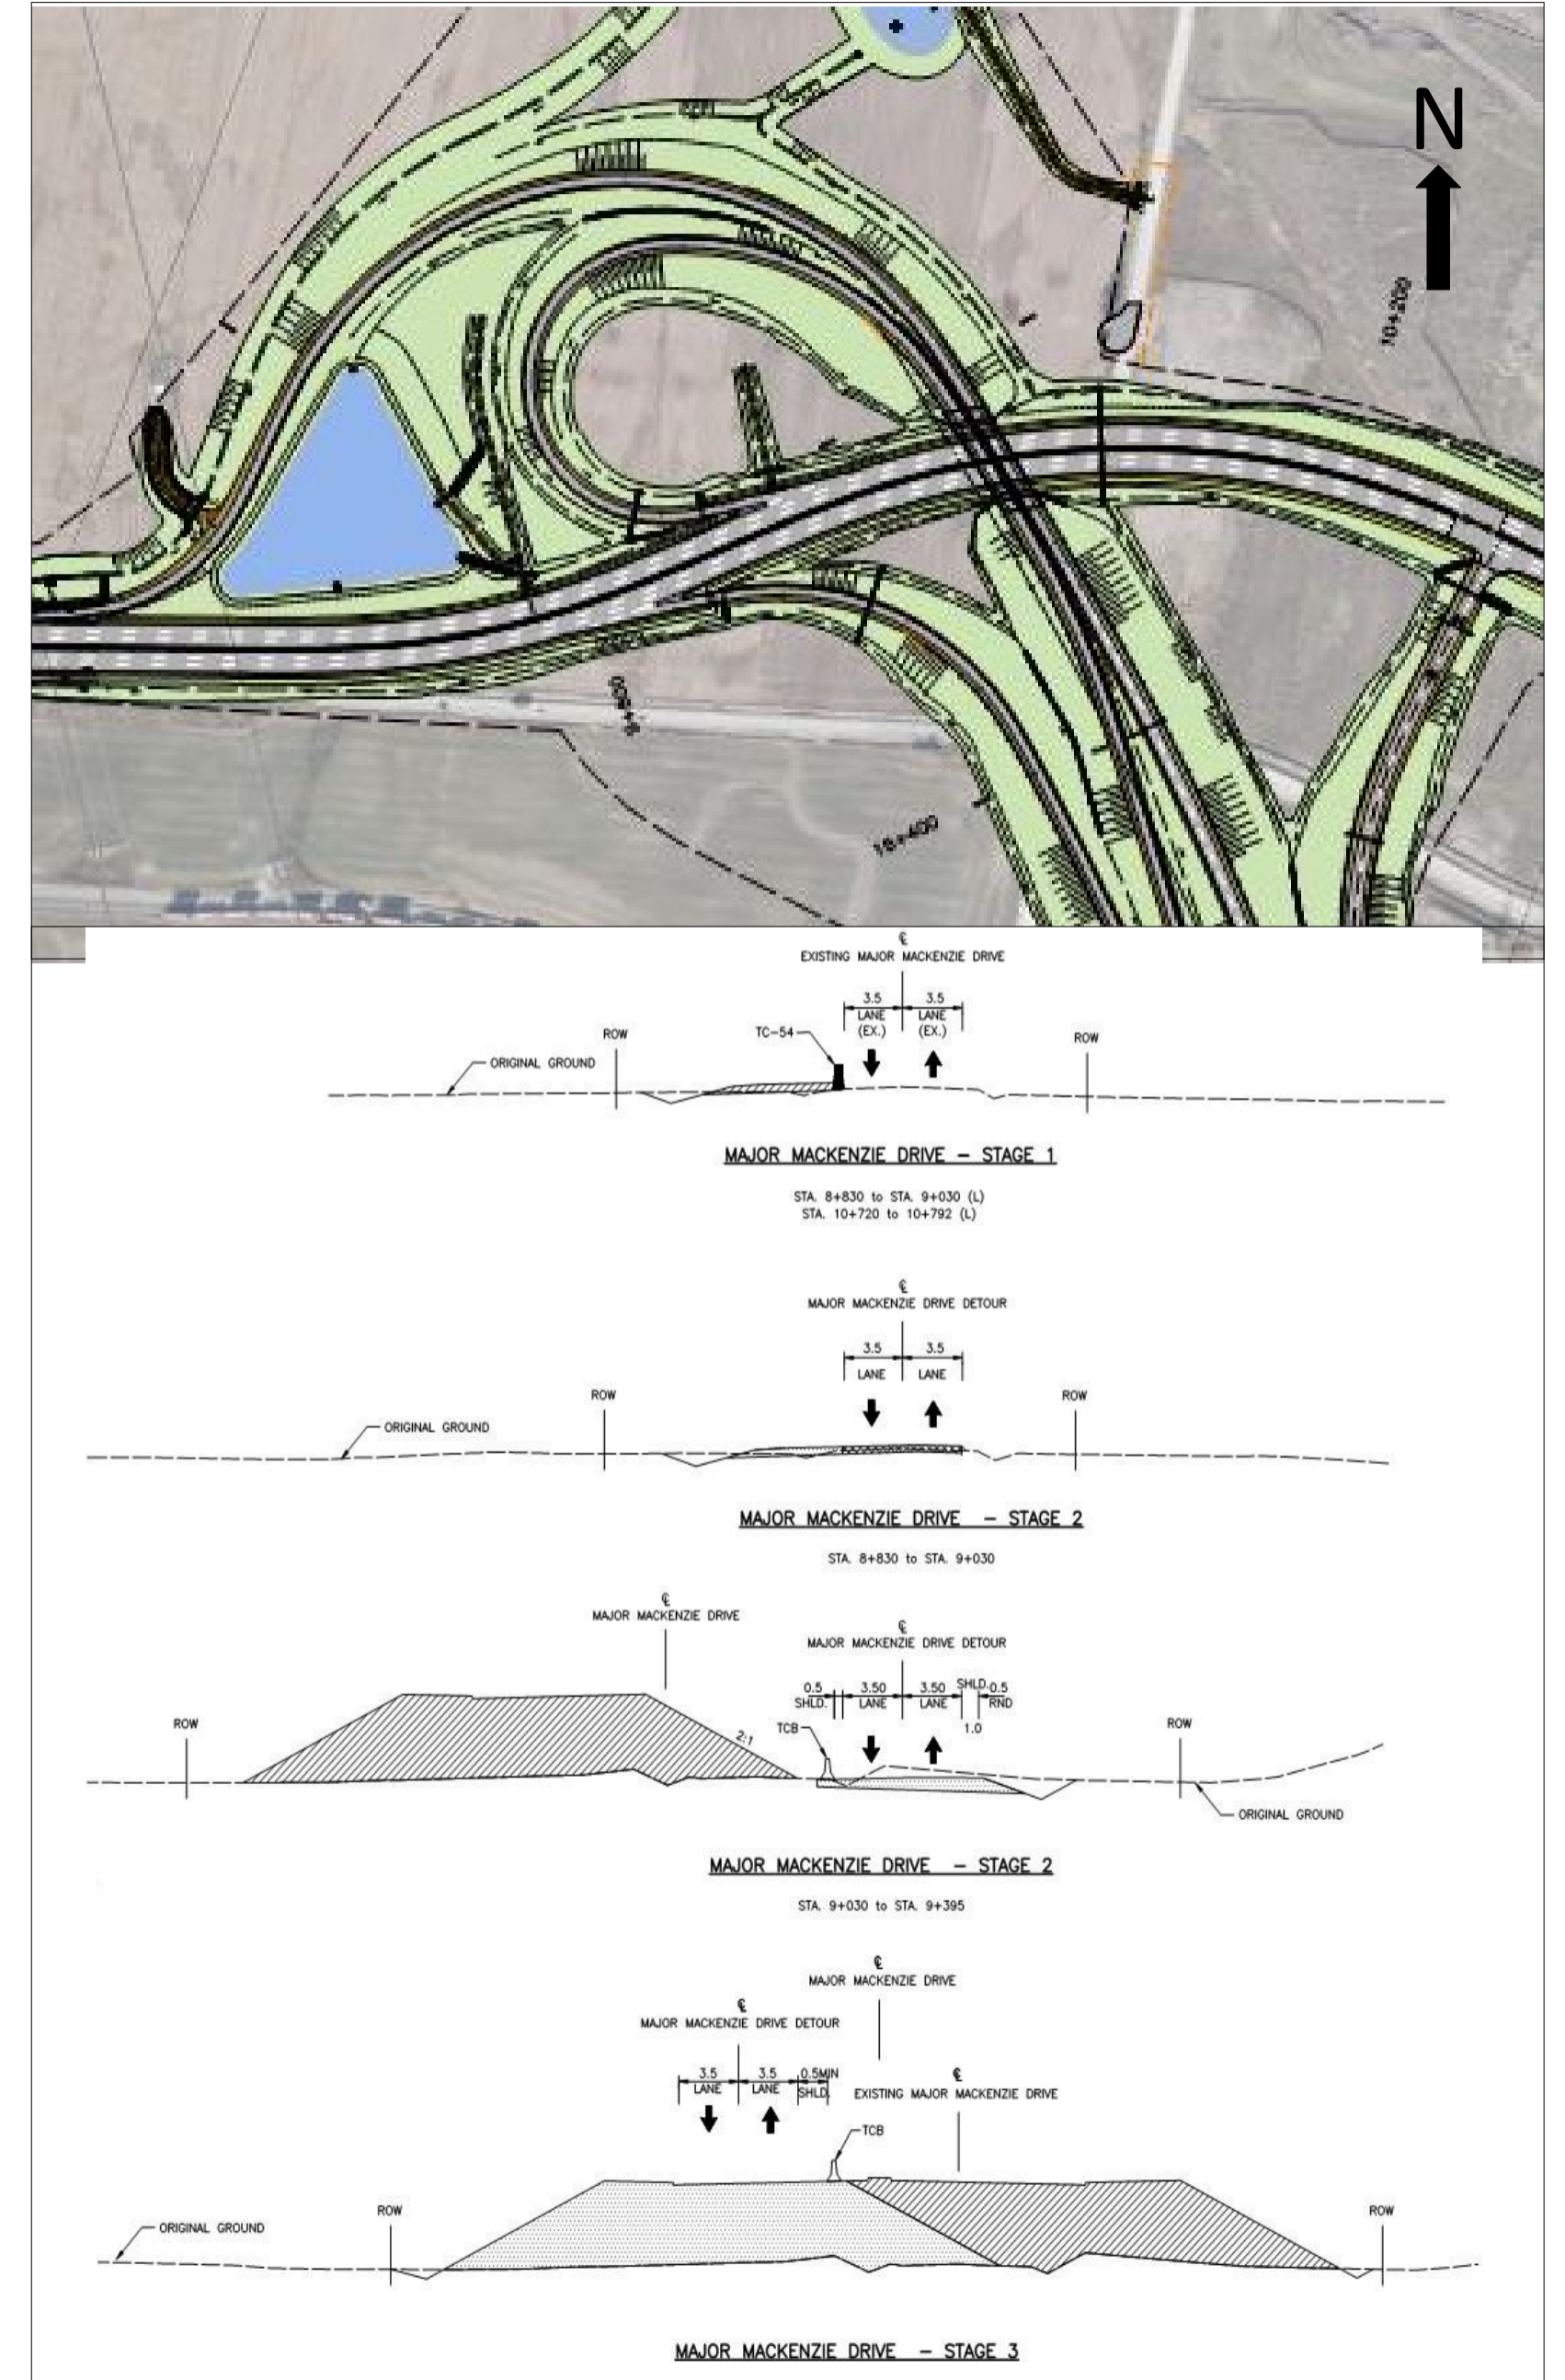 N
10+200
9+400
16+400
℄
EXISTING MAJOR MACKENZIE DRIVE
3.5 3.5
LANE LANE
(EX.) (EX.)
TC-54
ROW
ROW
ORIGINAL GROUND
MAJOR MACKENZIE DRIVE - STAGE 1
STA. 8+830 to STA. 9+030 (L)
STA. 10+720 to 10+792 (L)
℄
MAJOR MACKENZIE DRIVE DETOUR
3.5 3.5
LANE LANE
ROW
ROW
ORIGINAL GROUND
MAJOR MACKENZIE DRIVE - STAGE 2
STA. 8+830 to STA. 9+030
℄
MAJOR MACKENZIE DRIVE
℄
MAJOR MACKENZIE DRIVE DETOUR
0.5 3.50 3.50 SHLD. 0.5
SHLD. LANE LANE RND
1.0
TCB
2:1
ROW
ROW
ORIGINAL GROUND
MAJOR MACKENZIE DRIVE - STAGE 2
STA. 9+030 to STA. 9+395
℄
MAJOR MACKENZIE DRIVE
℄
MAJOR MACKENZIE DRIVE DETOUR
3.5 3.5 0.5MIN
LANE LANE SHLD.
℄
EXISTING MAJOR MACKENZIE DRIVE
TCB
ROW
ROW
ORIGINAL GROUND
MAJOR MACKENZIE DRIVE - STAGE 3